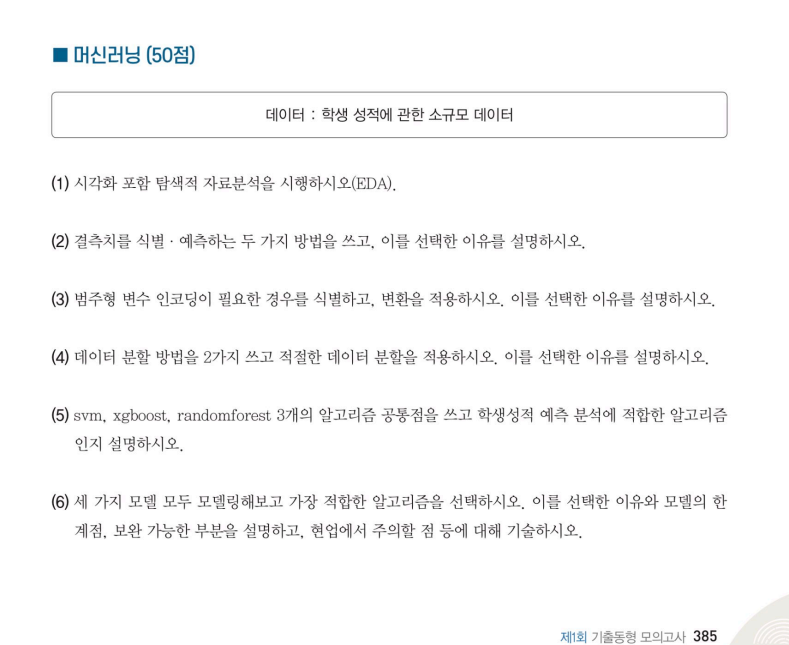 ■ 머신러닝 (50점)
데이터 : 학생 성적에 관한 소규모 데이터
(1) 시각화 포함 탐색적 자료분석을 시행하시오(EDA).
(2) 결측치를 식별 · 예측하는 두 가지 방법을 쓰고, 이를 선택한 이유를 설명하시오.
(3) 범주형 변수 인코딩이 필요한 경우를 식별하고, 변환을 적용하시오. 이를 선택한 이유를 설명하시오.
(4) 데이터 분할 방법을 2가지 쓰고 적절한 데이터 분할을 적용하시오. 이를 선택한 이유를 설명하시오.
(5) svm, xgboost, randomforest 3개의 알고리즘 공통점을 쓰고 학생성적 예측 분석에 적합한 알고리즘
인지 설명하시오.
(6) 세 가지 모델 모두 모델링해보고 가장 적합한 알고리즘을 선택하시오. 이를 선택한 이유와 모델의 한
계점, 보완 가능한 부분을 설명하고, 현업에서 주의할 점 등에 대해 기술하시오.
제1회 기출동형 모의고사 385